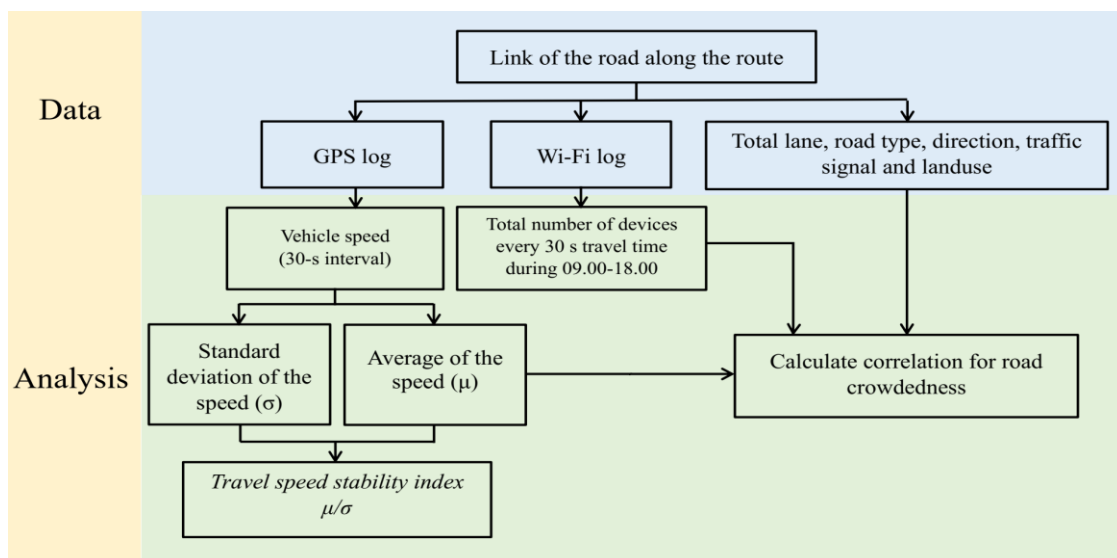 Link of the road along the route
Data
GPS log
Wi-Fi log
Total lane, road type, direction, traffic
signal and landuse
Vehicle speed
(30-s interval)
Total number of devices
every 30 s travel time
during 09.00-18.00
Analysis
Standard
deviation of the
speed (σ)
Average of the
speed (μ)
Calculate correlation for road
crowdedness
Travel speed stability index
μ/σ